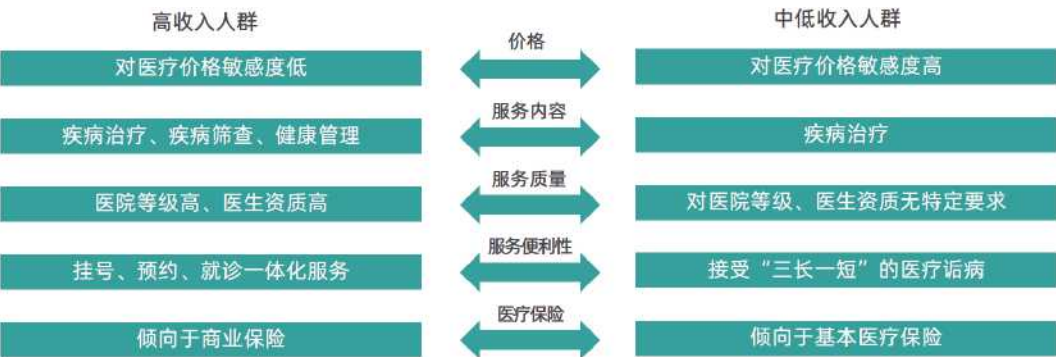 高收入人群
中低收入人群
价格
对医疗价格敏感度低
对医疗价格敏感度高
服务内容
疾病治疗、疾病筛查、健康管理
疾病治疗
服务质量
医院等级高、医生资质高
对医院等级、医生资质无特定要求
服务便利性
挂号、预约、就诊一体化服务
接受“三长一短”的医疗诟病
医疗保险
倾向于商业保险
倾向于基本医疗保险